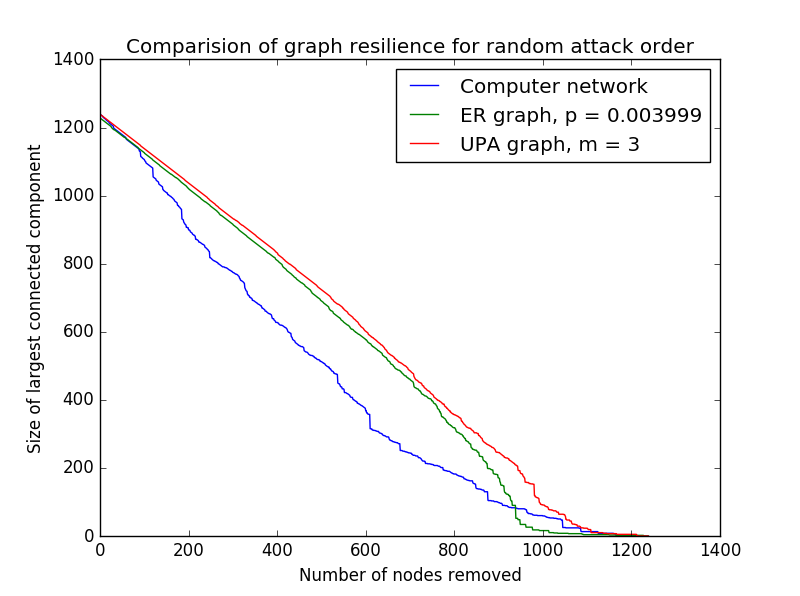 Comparision of graph resilience for random attack order
Computer network
ER graph, p = 0.003999
UPA graph, m = 3
Size of largest connected component
1400
1200
1000
800
600
400
200
0
0 200 400 600 800 1000 1200 1400
Number of nodes removed